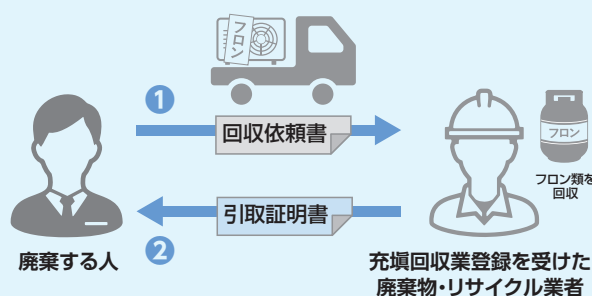 フロン
❶
回収依頼書
フロン
フロン類を
回収
引取証明書
❷
廃棄する人
充塡回収業登録を受けた
廃棄物・リサイクル業者